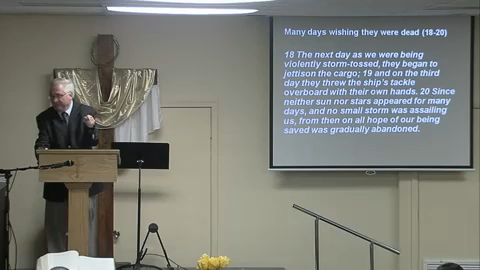 Many days wishing they were dead (18-20)
18 The next day as we were being
violently storm-tossed, they began to
jettison the cargo; 19 and on the third
day they threw the ship's tackle
overboard with their own hands. 20 Since
neither sun nor stars appeared for many
days, and no small storm was assailing
us, from then on all hope of our being
saved was gradually abandoned.